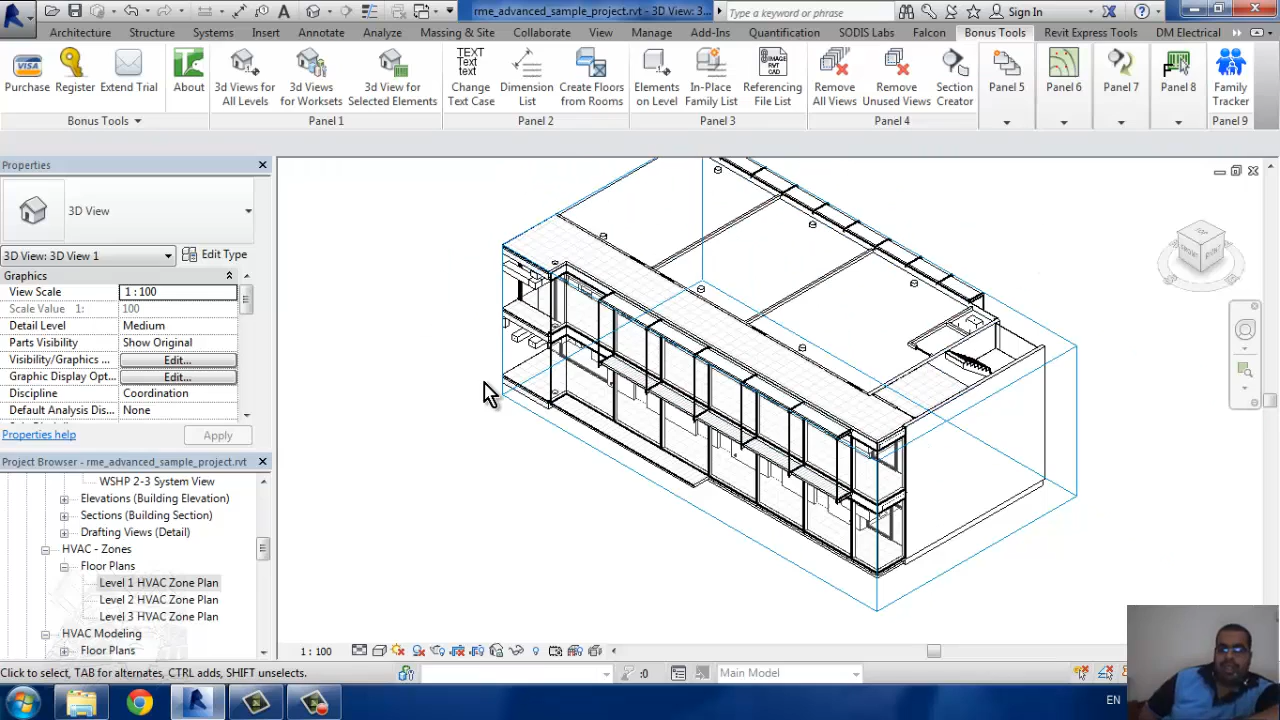 rme_advanced_sample_project.rvt - 3D View: 3...
Type a keyword or phrase
Sign In
Architecture Structure Systems Insert Annotate Analyze Massing & Site Collaborate View Manage Add-Ins Quantification SODIS Labs Falcon Bonus Tools Revit Express Tools DM Electrical
VISA
Purchase
Register
Extend Trial
About
3d Views for
All Levels
3d Views
for Worksets
3d View for
Selected Elements
TEXT
Text
text
Change
Text Case
Dimension
List
Create Floors
from Rooms
Elements
on Level
In-Place
Family List
IMAGE
RVT
CAD
Referencing
File List
Remove
All Views
Remove
Unused Views
Section
Creator
Panel 5
Panel 6
Panel 7
Panel 8
Family
Tracker
Bonus Tools
Panel 1
Panel 2
Panel 3
Panel 4
Panel 9
Properties
3D View
3D View: 3D View 1
Edit Type
Graphics
View Scale 1 : 100
Scale Value 1: 100
Detail Level Medium
Parts Visibility Show Original
Visibility/Graphics ... Edit...
Graphic Display Opt... Edit...
Discipline Coordination
Default Analysis Dis... None
Properties help
Apply
Project Browser - rme_advanced_sample_project.rvt
WSHP 2-3 System View
Elevations (Building Elevation)
Sections (Building Section)
Drafting Views (Detail)
HVAC - Zones
Floor Plans
Level 1 HVAC Zone Plan
Level 2 HVAC Zone Plan
Level 3 HVAC Zone Plan
HVAC Modeling
Floor Plans
TOP
FRONT
1 : 100
Click to select, TAB for alternates, CTRL adds, SHIFT unselects.
:0
Main Model
EN